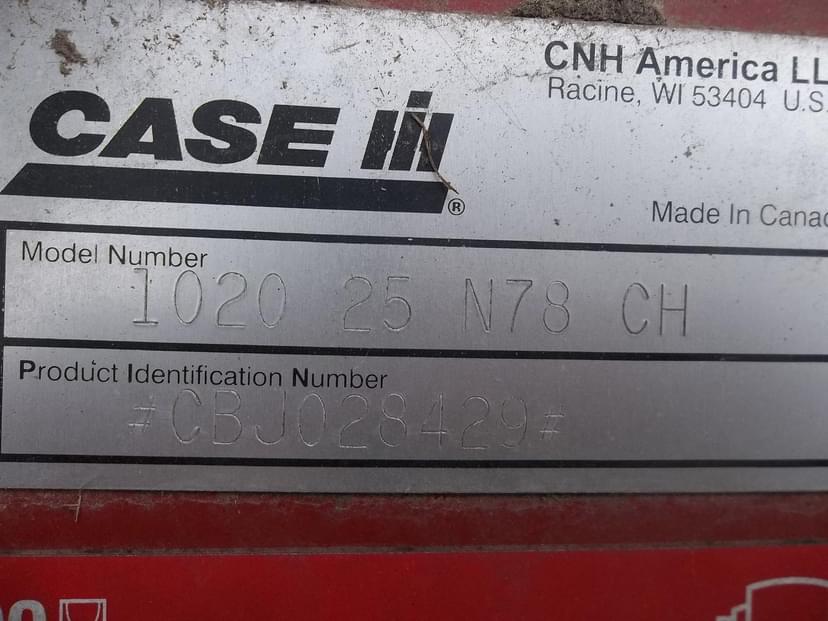 CNH America LL
Racine, WI 53404 U.S.
CASE IH®
Made In Canad
Model Number
1020 25 N78 CH
Product Identification Number
*CBJ028429*